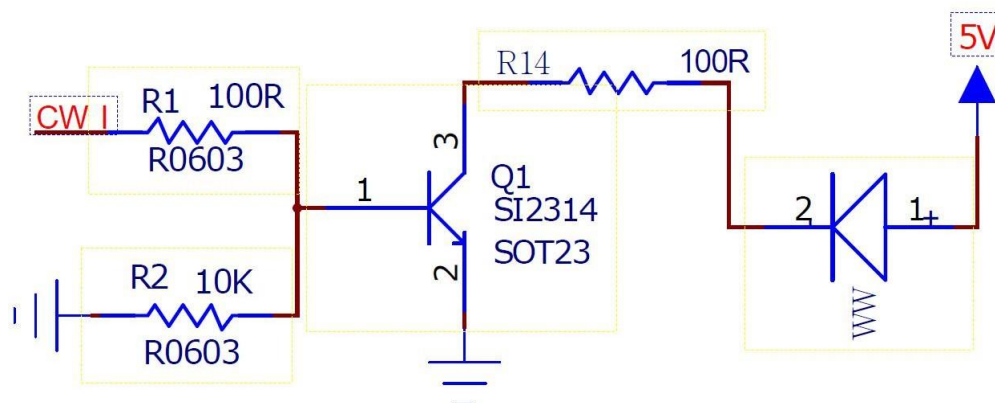 5V
R14 100R
CW I
R1 100R
R0603
3
Q1
SI2314
SOT23
1
2
2 1 +
WW
R2 10K
R0603